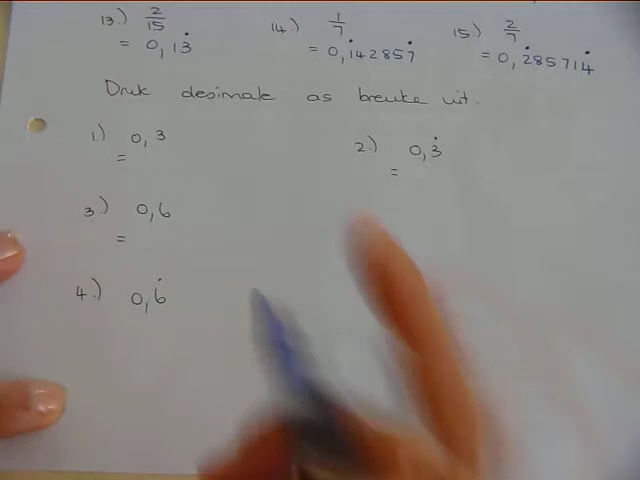 13.) 2/15 14.) 1/7 15.) 2/7
= 0,13̇ = 0,1̇42857̇ = 0,2̇85714̇
Druk desimale as breuke uit.
1.) 0,3 2.) 0,3̇
= =
3.) 0,6
=
4.) 0,6̇